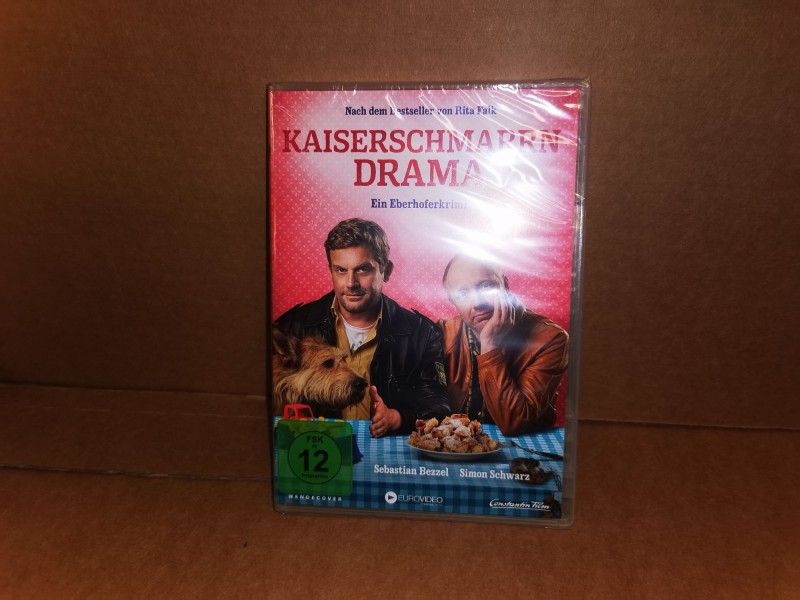 Nach dem Bestseller von Rita Falk
KAISERSCHMARRN
DRAMA
Ein Eberhoferkrimi
FSK
12
Sebastian Bezzel Simon Schwarz
WENDECOVER
EUROVIDEO
Constantin Film